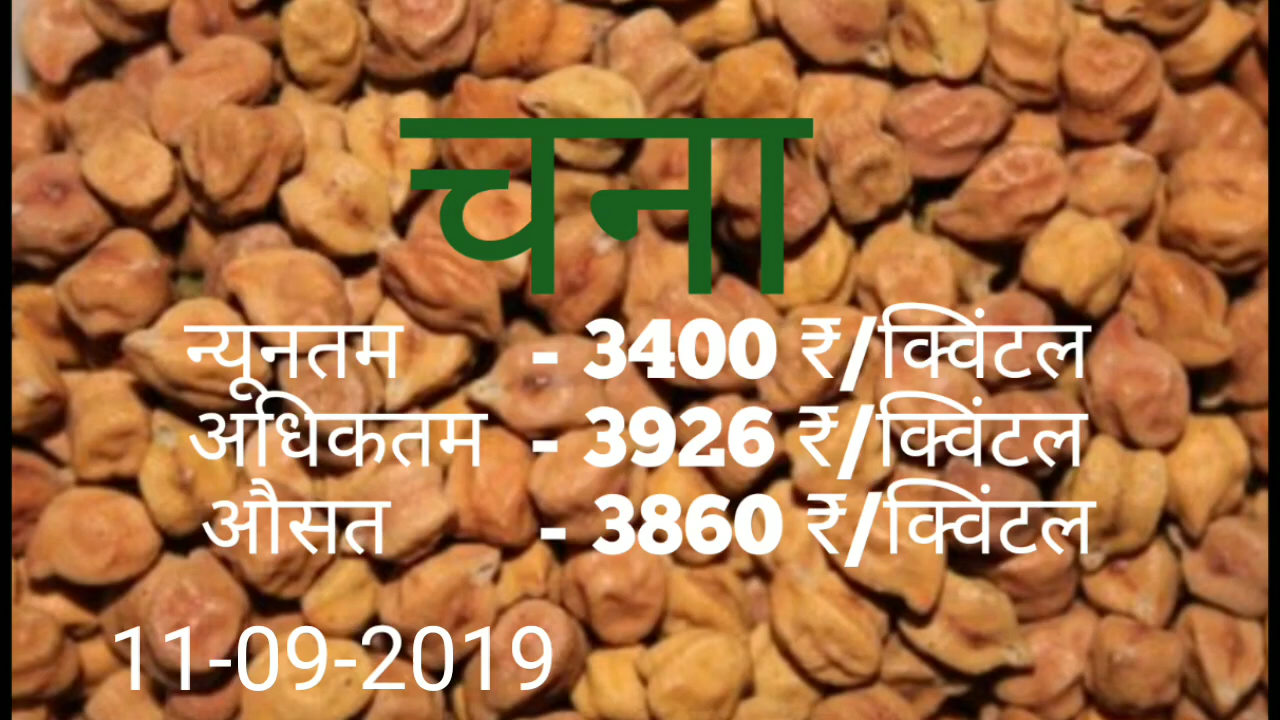 चना
न्यूनतम - 3400 ₹/क्विंटल
अधिकतम - 3926 ₹/क्विंटल
औसत - 3860 ₹/क्विंटल
11-09-2019